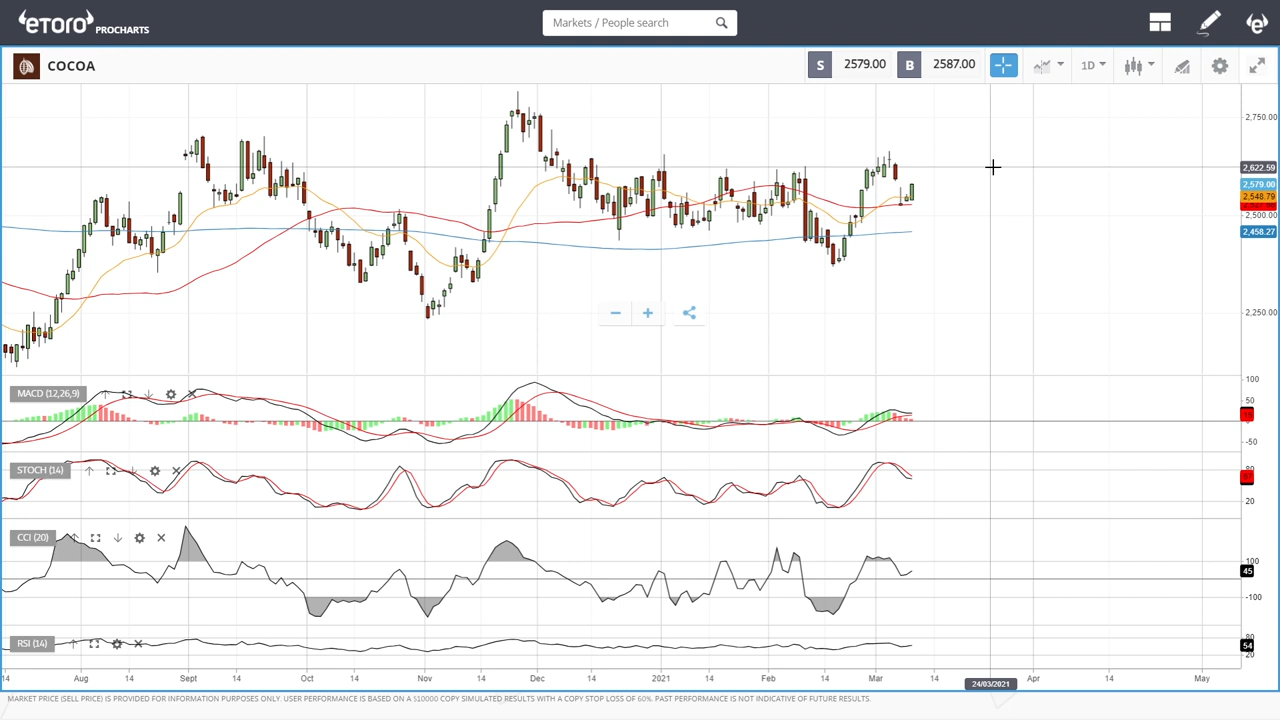 eToro PROCHARTS
Markets / People search
COCOA
S 2579.00 B 2587.00
1D
2,750.00
2,622.59
2,579.00
2,548.79
2,500.00
2,458.27
2,250.00
MACD (12,26,9)
100
50
-50
STOCH (14)
80
20
CCI (20)
100
45
-100
RSI (14)
80
54
20
14 Aug 14 Sept 14 Oct 14 Nov 14 Dec 14 2021 14 Feb 14 Mar 14 Apr 14 May
24/03/2021
MARKET PRICE (SELL PRICE) IS PROVIDED FOR INFORMATION PURPOSES ONLY. USER PERFORMANCE IS BASED ON A $10000 COPY SIMULATED RESULTS WITH A COPY STOP LOSS OF 60%. PAST PERFORMANCE IS NOT INDICATIVE OF FUTURE RESULTS.